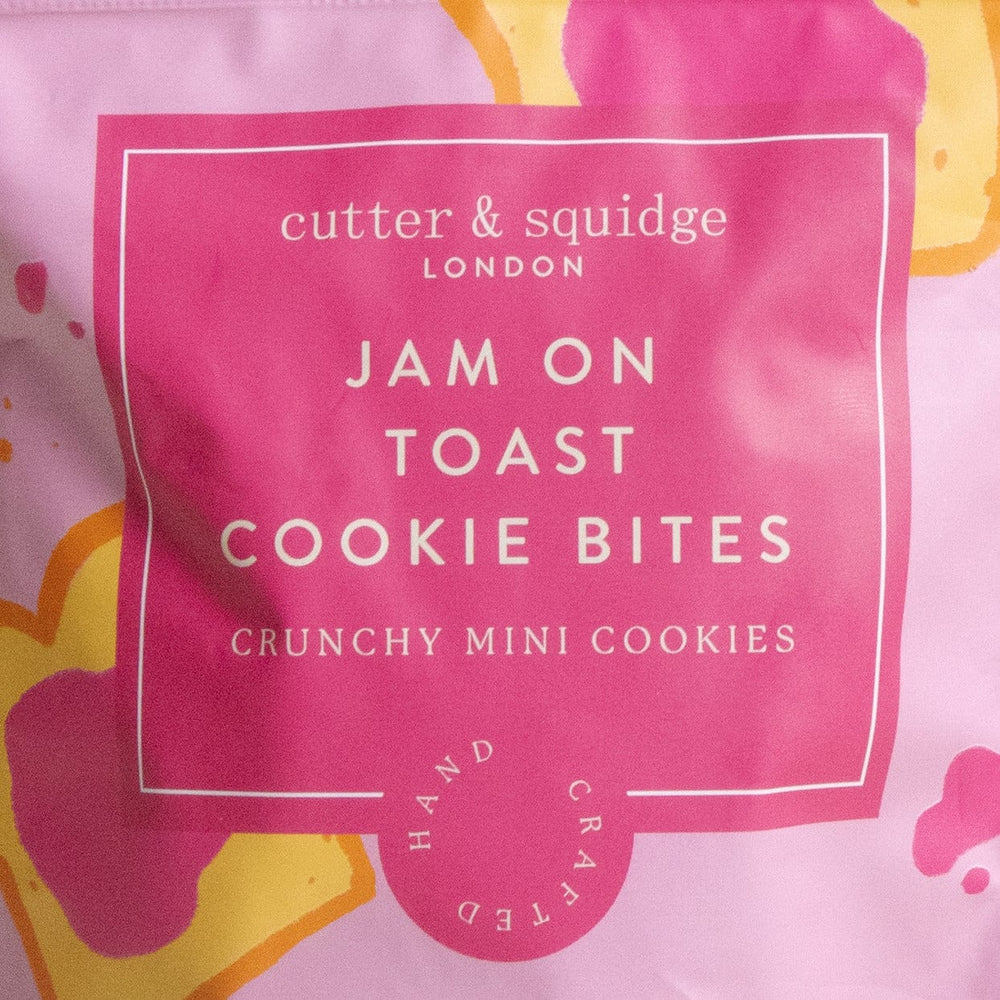 cutter & squidge
LONDON
JAM ON
TOAST
COOKIE BITES
CRUNCHY MINI COOKIES
HAND CRAFTED